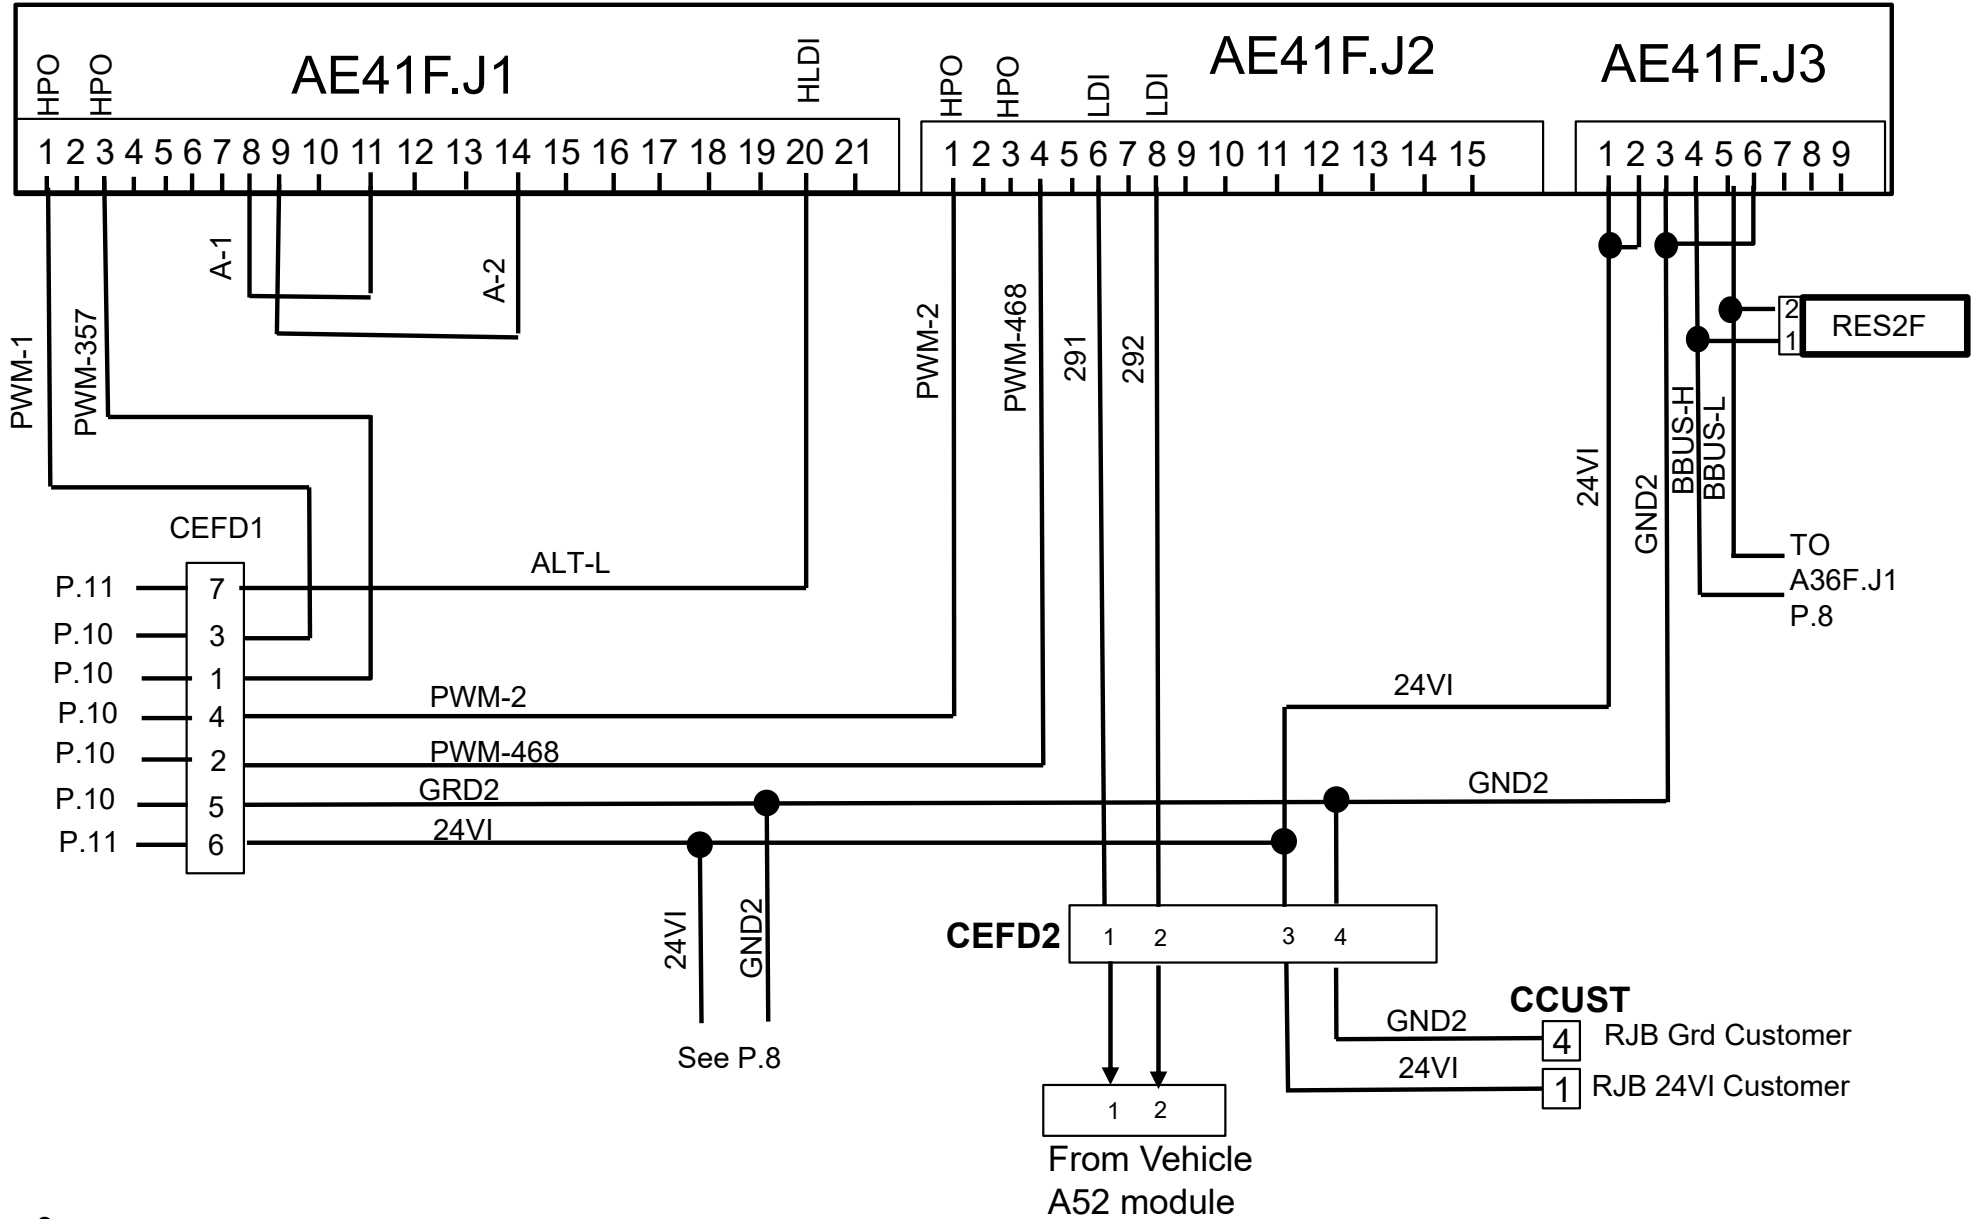 HPO
HPO
AE41F.J1
HLDI
HPO
HPO
LDI
LDI
AE41F.J2
AE41F.J3
1 2 3 4 5 6 7 8 9 10 11 12 13 14 15 16 17 18 19 20 21
1 2 3 4 5 6 7 8 9 10 11 12 13 14 15
1 2 3 4 5 6 7 8 9
A-1
A-2
PWM-1
PWM-357
PWM-2
PWM-468
291
292
24VI
GND2
BBUS-H
BBUS-L
2
1
RES2F
TO
A36F.J1
P.8
CEFD1
P.11 7 ALT-L
P.10 3
P.10 1
P.10 4 PWM-2
P.10 2 PWM-468
P.10 5 GRD2
P.11 6 24VI
24VI
GND2
24VI
GND2
See P.8
CEFD2 1 2 3 4
CCUST
GND2 4 RJB Grd Customer
24VI 1 RJB 24VI Customer
1 2
From Vehicle
A52 module